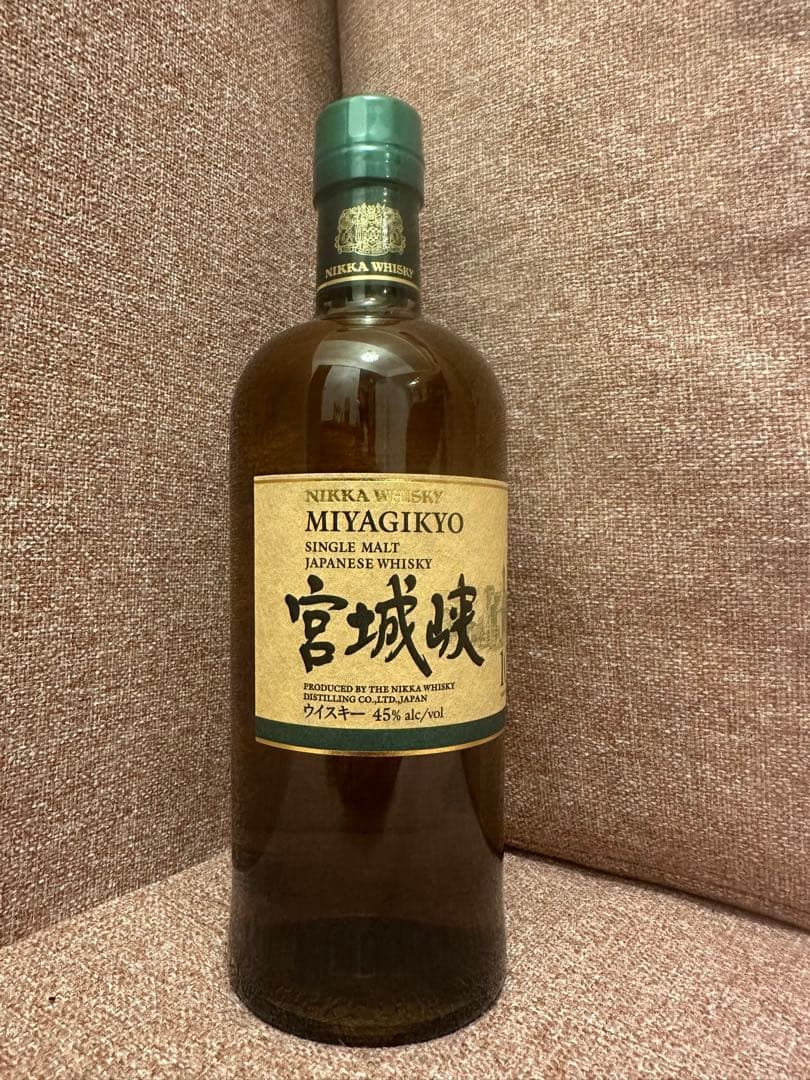 NIKKA WHISKY
NIKKA WHISKY
MIYAGIKYO
SINGLE MALT
JAPANESE WHISKY
宮城峡
PRODUCED BY THE NIKKA WHISKY
DISTILLING CO.,LTD.,JAPAN
ウイスキー 45% alc/vol